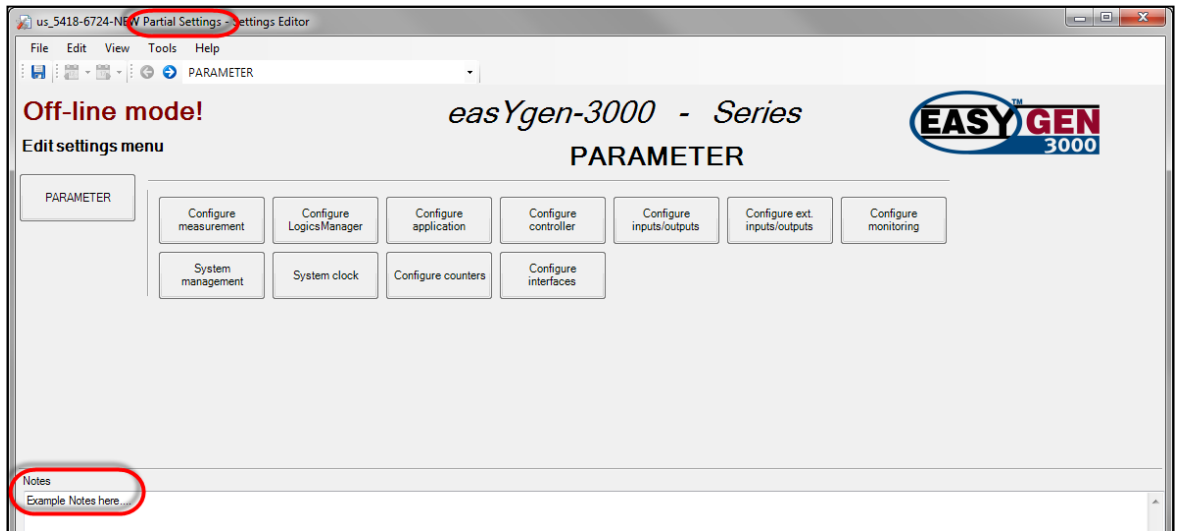 us_5418-6724-NEW Partial Settings - Settings Editor
File Edit View Tools Help
PARAMETER
Off-line mode!
easYgen-3000 - Series
EASYGEN™
3000
Edit settings menu
PARAMETER
PARAMETER
Configure measurement
Configure LogicsManager
Configure application
Configure controller
Configure inputs/outputs
Configure ext. inputs/outputs
Configure monitoring
System management
System clock
Configure counters
Configure interfaces
Notes
Example Notes here....